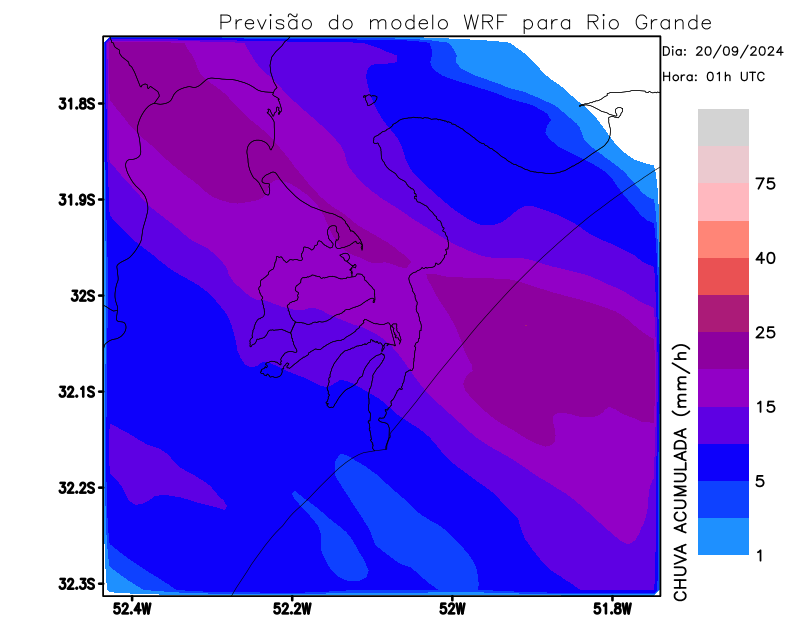 Previsão do modelo WRF para Rio Grande
Dia: 20/09/2024
Hora: 01h UTC
31.8S
31.9S
32S
32.1S
32.2S
32.3S
52.4W
52.2W
52W
51.8W
75
40
25
15
5
1
CHUVA ACUMULADA (mm/h)